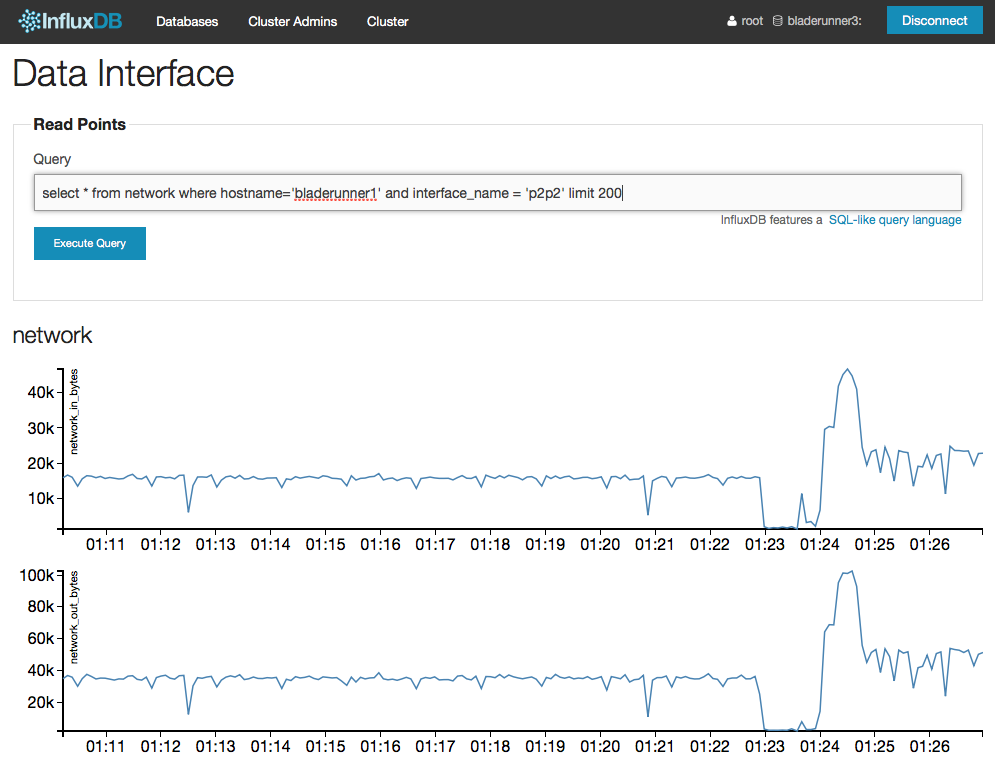 InfluxDB Databases Cluster Admins Cluster root bladerunner3: Disconnect
Data Interface
Read Points
Query
select * from network where hostname='bladerunner1' and interface_name = 'p2p2' limit 200
InfluxDB features a SQL-like query language
Execute Query
network
network_in_bytes
40k
30k
20k
10k
01:11 01:12 01:13 01:14 01:15 01:16 01:17 01:18 01:19 01:20 01:21 01:22 01:23 01:24 01:25 01:26
network_out_bytes
100k
80k
60k
40k
20k
01:11 01:12 01:13 01:14 01:15 01:16 01:17 01:18 01:19 01:20 01:21 01:22 01:23 01:24 01:25 01:26